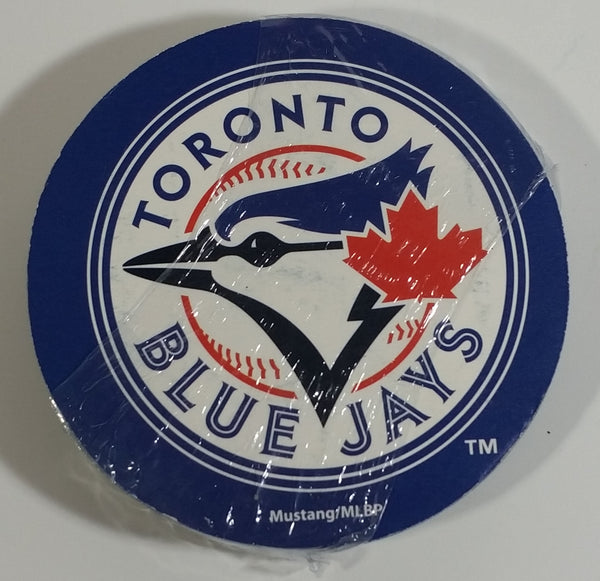 TORONTO
BLUE JAYS
TM
Mustang/MLBP